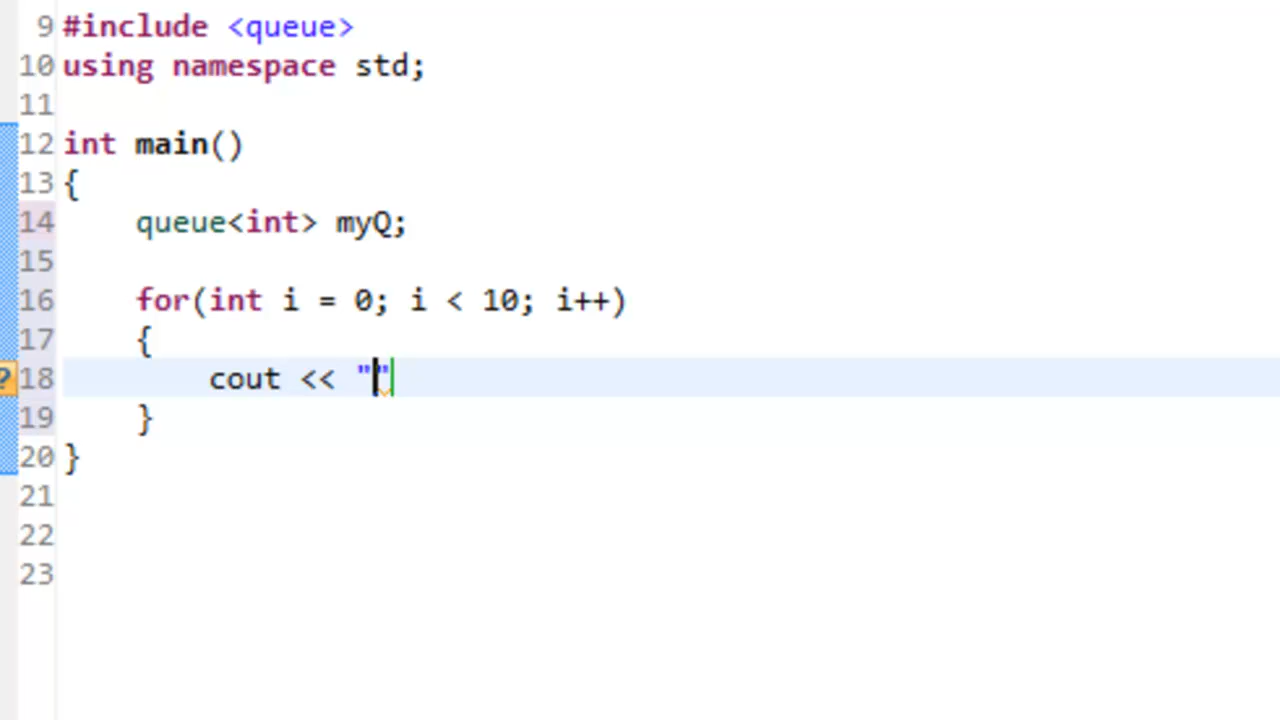 9 #include <queue>
10 using namespace std;
11
12 int main()
13 {
14     queue<int> myQ;
15
16     for(int i = 0; i < 10; i++)
17     {
?18         cout << ""
19     }
20 }
21
22
23